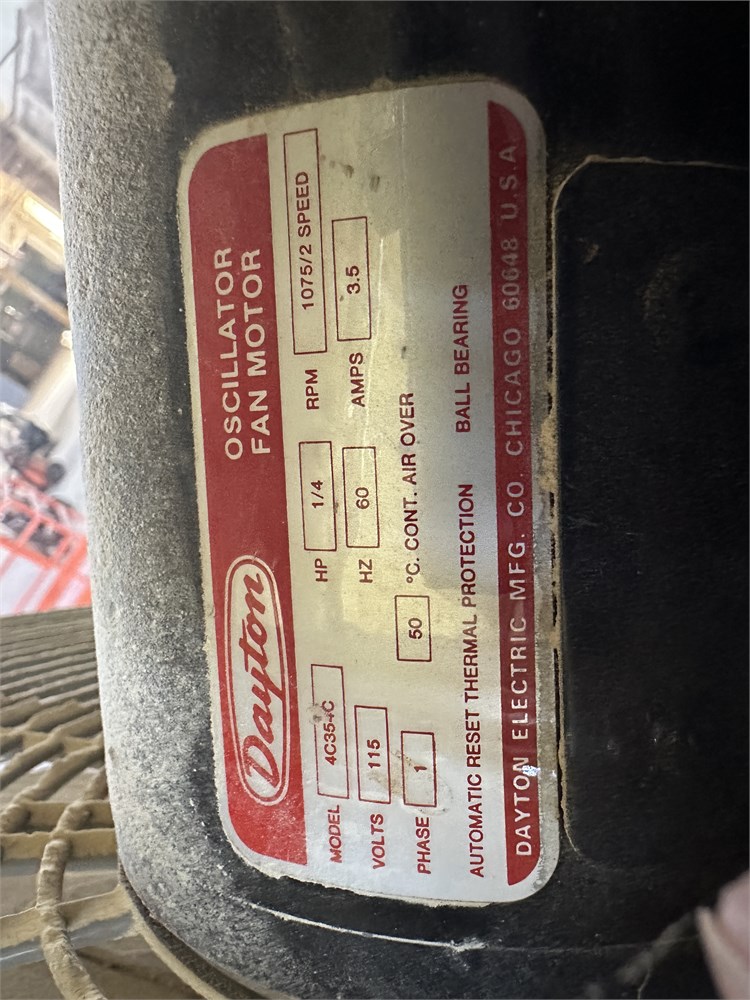 Dayton
OSCILLATOR
FAN MOTOR
MODEL 4C354C HP 1/4 RPM 1075/2 SPEED
VOLTS 115 HZ 60 AMPS 3.5
PHASE 1 50 °C. CONT. AIR OVER
AUTOMATIC RESET THERMAL PROTECTION BALL BEARING
DAYTON ELECTRIC MFG. CO. CHICAGO 60648 U.S.A.